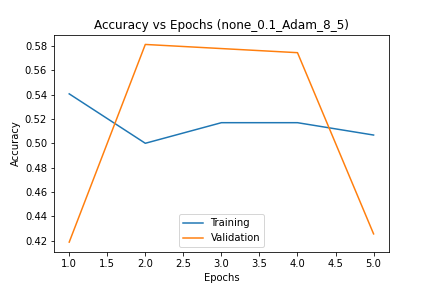 Accuracy vs Epochs (none_0.1_Adam_8_5)
0.58
0.56
0.54
0.52
0.50
0.48
0.46
0.44
0.42
Accuracy
Training
Validation
1.0 1.5 2.0 2.5 3.0 3.5 4.0 4.5 5.0
Epochs